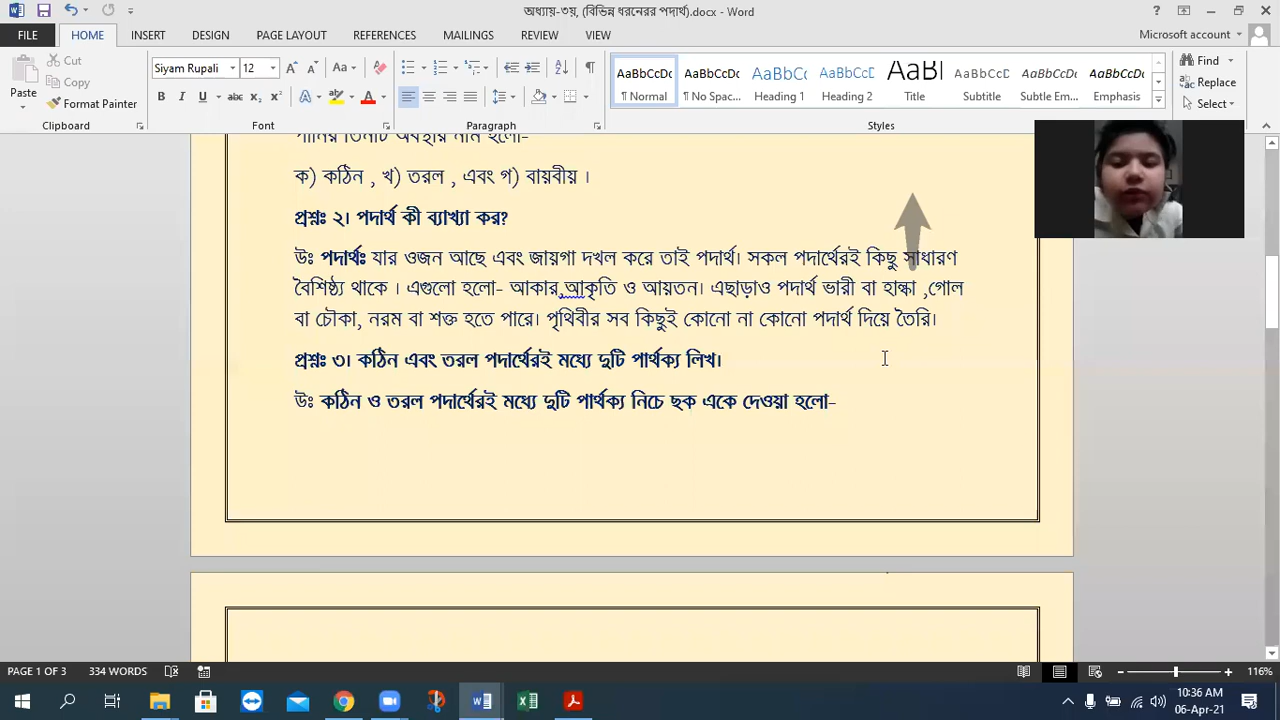 অধ্যায়-৩য়, (বিভিন্ন ধরনেরর পদার্থ).docx - Word
FILE HOME INSERT DESIGN PAGE LAYOUT REFERENCES MAILINGS REVIEW VIEW Microsoft account
Cut
Copy
Format Painter
Paste
Siyam Rupali 12
AaBbCcDc AaBbCcDc AaBbCc AaBbCcC AaBl AaBbCcD AaBbCcDc AaBbCcDc
¶ Normal ¶ No Spac... Heading 1 Heading 2 Title Subtitle Subtle Em... Emphasis
Find
Replace
Select
Clipboard Font Paragraph Styles
পানির তিনটি অবস্থার নাম হলো-
ক) কঠিন , খ) তরল , এবং গ) বায়বীয় ।
প্রশ্নঃ ২। পদার্থ কী ব্যাখ্যা কর?
উঃ পদার্থঃ যার ওজন আছে এবং জায়গা দখল করে তাই পদার্থ। সকল পদার্থেরই কিছু সাধারণ
বৈশিষ্ঠ্য থাকে । এগুলো হলো- আকার,আকৃতি ও আয়তন। এছাড়াও পদার্থ ভারী বা হাল্কা ,গোল
বা চৌকা, নরম বা শক্ত হতে পারে। পৃথিবীর সব কিছুই কোনো না কোনো পদার্থ দিয়ে তৈরি।
প্রশ্নঃ ৩। কঠিন এবং তরল পদার্থেরই মধ্যে দুটি পার্থক্য লিখ।
উঃ কঠিন ও তরল পদার্থেরই মধ্যে দুটি পার্থক্য নিচে ছক একে দেওয়া হলো-
PAGE 1 OF 3 334 WORDS 116%
10:36 AM
06-Apr-21